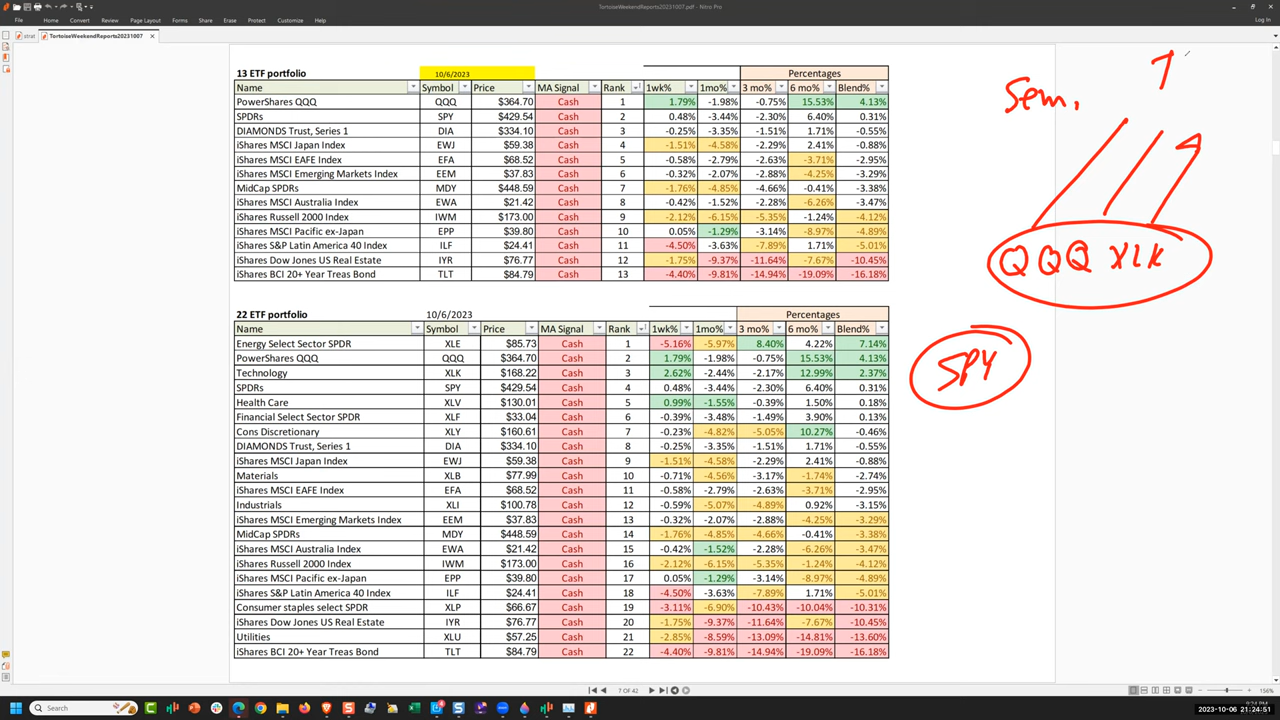 TortoiseWeekendReports20231007.pdf - Nitro Pro
File Home Convert Page Layout Forms Share Erase Protect Customize Help Log In
strat TortoiseWeekendReports20231007
13 ETF portfolio 10/6/2023 Percentages
Name Symbol Price MA Signal Rank 1wk% 1mo% 3 mo% 6 mo% Blend%
PowerShares QQQ QQQ $364.70 Cash 1 1.79% -1.98% -0.75% 15.53% 4.13%
SPDRs SPY $429.54 Cash 2 0.48% -3.44% -2.30% 6.40% 0.31%
DIAMONDS Trust, Series 1 DIA $334.10 Cash 3 -0.25% -3.35% -1.51% 1.71% -0.55%
iShares MSCI Japan Index EWJ $59.38 Cash 4 -1.51% -4.58% -2.29% 2.41% -0.88%
iShares MSCI EAFE Index EFA $68.52 Cash 5 -0.58% -2.79% -2.63% -3.71% -2.95%
iShares MSCI Emerging Markets Index EEM $37.83 Cash 6 -0.32% -2.07% -2.88% -4.25% -3.29%
MidCap SPDRs MDY $448.59 Cash 7 -1.76% -4.85% -4.66% -0.41% -3.38%
iShares MSCI Australia Index EWA $21.42 Cash 8 -0.42% -1.52% -2.28% -6.26% -3.47%
iShares Russell 2000 Index IWM $173.00 Cash 9 -2.12% -6.15% -5.35% -1.24% -4.12%
iShares MSCI Pacific ex-Japan EPP $39.80 Cash 10 0.05% -1.29% -3.14% -8.97% -4.89%
iShares S&P Latin America 40 Index ILF $24.41 Cash 11 -4.50% -3.63% -7.89% 1.71% -5.01%
iShares Dow Jones US Real Estate IYR $76.77 Cash 12 -1.75% -9.37% -11.64% -7.67% -10.45%
iShares BCI 20+ Year Treas Bond TLT $84.79 Cash 13 -4.40% -9.81% -14.94% -19.09% -16.18%
22 ETF portfolio 10/6/2023 Percentages
Name Symbol Price MA Signal Rank 1wk% 1mo% 3 mo% 6 mo% Blend%
Energy Select Sector SPDR XLE $85.73 Cash 1 -5.16% -5.97% 8.40% 4.22% 7.14%
PowerShares QQQ QQQ $364.70 Cash 2 1.79% -1.98% -0.75% 15.53% 4.13%
Technology XLK $168.22 Cash 3 2.62% -2.44% -2.17% 12.99% 2.37%
SPDRs SPY $429.54 Cash 4 0.48% -3.44% -2.30% 6.40% 0.31%
Health Care XLV $130.01 Cash 5 0.99% -1.55% -0.39% 1.50% 0.18%
Financial Select Sector SPDR XLF $33.04 Cash 6 -0.39% -3.48% -1.49% 3.90% 0.13%
Cons Discretionary XLY $160.61 Cash 7 -0.23% -4.82% -5.05% 10.27% -0.46%
DIAMONDS Trust, Series 1 DIA $334.10 Cash 8 -0.25% -3.35% -1.51% 1.71% -0.55%
iShares MSCI Japan Index EWJ $59.38 Cash 9 -1.51% -4.58% -2.29% 2.41% -0.88%
Materials XLB $77.99 Cash 10 -0.71% -4.56% -3.17% -1.74% -2.74%
iShares MSCI EAFE Index EFA $68.52 Cash 11 -0.58% -2.79% -2.63% -3.71% -2.95%
Industrials XLI $100.78 Cash 12 -0.59% -5.07% -4.89% 0.92% -3.15%
iShares MSCI Emerging Markets Index EEM $37.83 Cash 13 -0.32% -2.07% -2.88% -4.25% -3.29%
MidCap SPDRs MDY $448.59 Cash 14 -1.76% -4.85% -4.66% -0.41% -3.38%
iShares MSCI Australia Index EWA $21.42 Cash 15 -0.42% -1.52% -2.28% -6.26% -3.47%
iShares Russell 2000 Index IWM $173.00 Cash 16 -2.12% -6.15% -5.35% -1.24% -4.12%
iShares MSCI Pacific ex-Japan EPP $39.80 Cash 17 0.05% -1.29% -3.14% -8.97% -4.89%
iShares S&P Latin America 40 Index ILF $24.41 Cash 18 -4.50% -3.63% -7.89% 1.71% -5.01%
Consumer staples select SPDR XLP $66.67 Cash 19 -3.11% -6.90% -10.43% -10.04% -10.31%
iShares Dow Jones US Real Estate IYR $76.77 Cash 20 -1.75% -9.37% -11.64% -7.67% -10.45%
Utilities XLU $57.25 Cash 21 -2.85% -8.59% -13.09% -14.81% -13.60%
iShares BCI 20+ Year Treas Bond TLT $84.79 Cash 22 -4.40% -9.81% -14.94% -19.09% -16.18%
T
Sem.
QQQ XLK
SPY
7 OF 42
156%
Search
2023-10-06 21:24:51